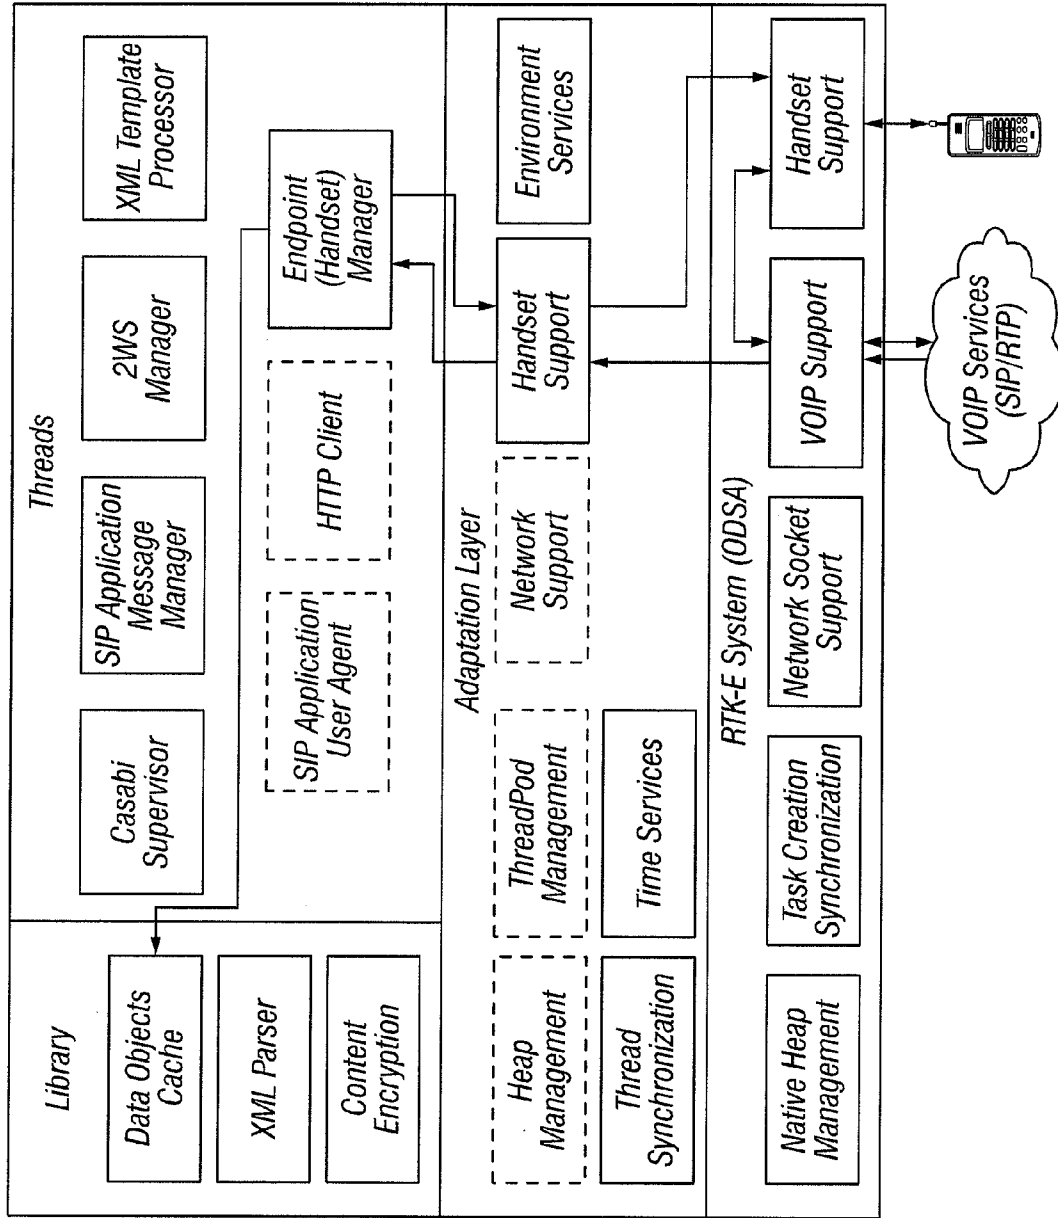 Library
Data Objects
Cache
XML Parser
Content
Encryption
Threads
Casabi
Supervisor
SIP Application
Message
Manager
2WS
Manager
XML Template
Processor
SIP Application
User Agent
HTTP Client
Endpoint
(Handset)
Manager
Adaptation Layer
Heap
Management
ThreadPod
Management
Network
Support
Handset
Support
Environment
Services
Thread
Synchronization
Time Services
RTK-E System (ODSA)
Native Heap
Management
Task Creation
Synchronization
Network Socket
Support
VOIP Support
Handset
Support
VOIP Services
(SIP/RTP)